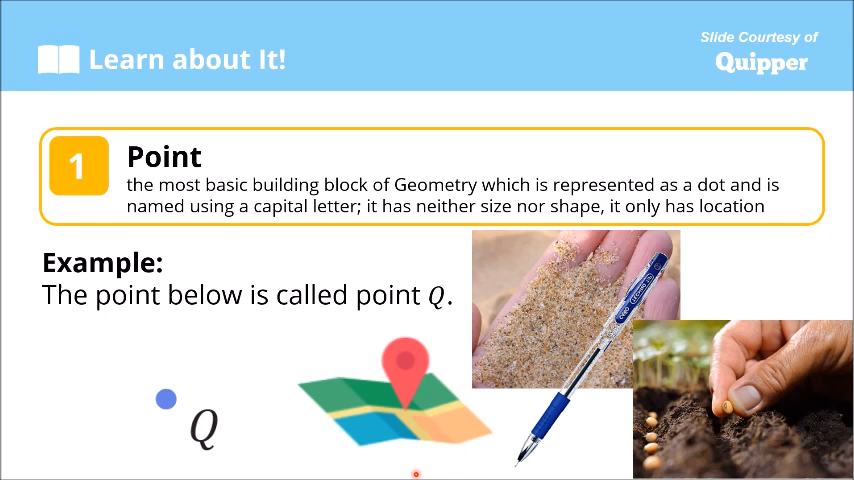 Learn about It!
Slide Courtesy of
Quipper
1
Point
the most basic building block of Geometry which is represented as a dot and is
named using a capital letter; it has neither size nor shape, it only has location
Example:
The point below is called point Q.
Q